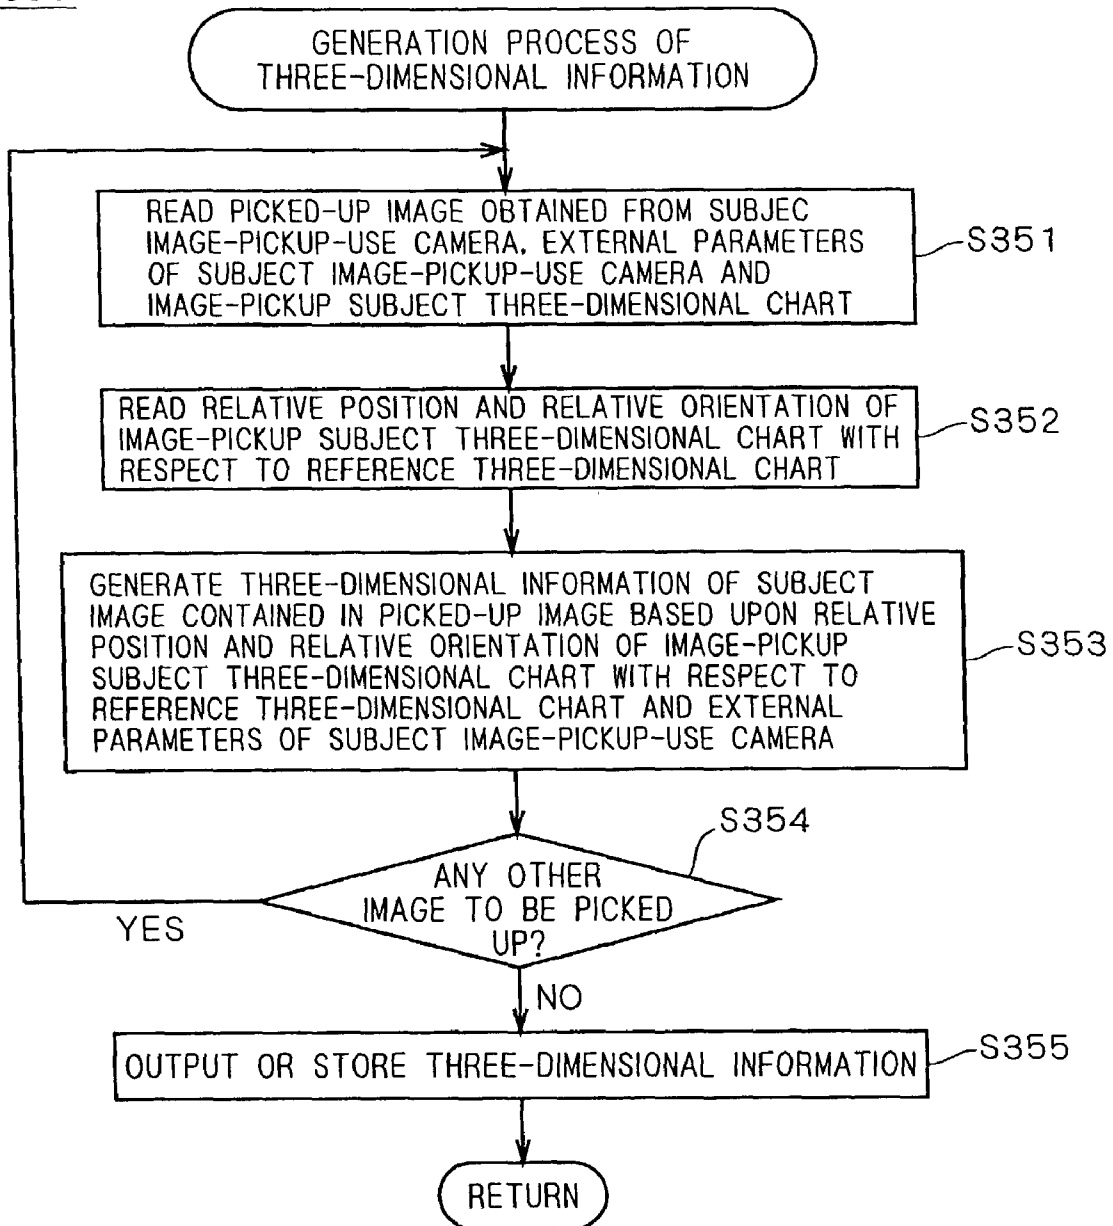 GENERATION PROCESS OF
THREE-DIMENSIONAL INFORMATION
READ PICKED-UP IMAGE OBTAINED FROM SUBJEC
IMAGE-PICKUP-USE CAMERA, EXTERNAL PARAMETERS
OF SUBJECT IMAGE-PICKUP-USE CAMERA AND
IMAGE-PICKUP SUBJECT THREE-DIMENSIONAL CHART
S351
READ RELATIVE POSITION AND RELATIVE ORIENTATION OF
IMAGE-PICKUP SUBJECT THREE-DIMENSIONAL CHART WITH
RESPECT TO REFERENCE THREE-DIMENSIONAL CHART
S352
GENERATE THREE-DIMENSIONAL INFORMATION OF SUBJECT
IMAGE CONTAINED IN PICKED-UP IMAGE BASED UPON RELATIVE
POSITION AND RELATIVE ORIENTATION OF IMAGE-PICKUP
SUBJECT THREE-DIMENSIONAL CHART WITH RESPECT TO
REFERENCE THREE-DIMENSIONAL CHART AND EXTERNAL
PARAMETERS OF SUBJECT IMAGE-PICKUP-USE CAMERA
S353
S354
ANY OTHER
IMAGE TO BE PICKED
UP?
YES
NO
OUTPUT OR STORE THREE-DIMENSIONAL INFORMATION
S355
RETURN